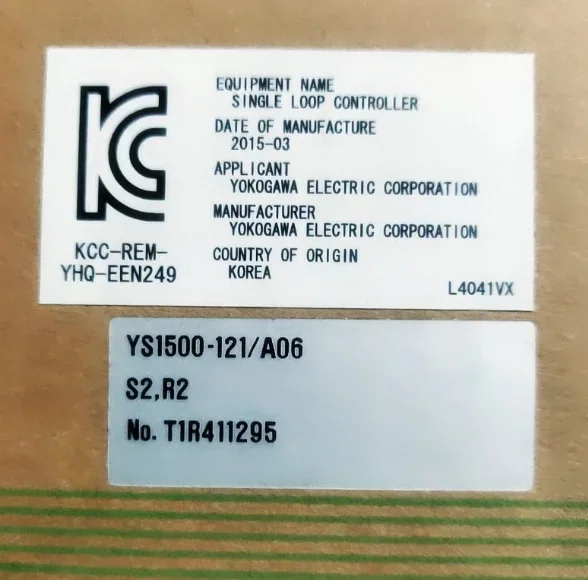 KC
EQUIPMENT NAME
SINGLE LOOP CONTROLLER
DATE OF MANUFACTURE
2015-03
APPLICANT
YOKOGAWA ELECTRIC CORPORATION
MANUFACTURER
YOKOGAWA ELECTRIC CORPORATION
COUNTRY OF ORIGIN
KOREA
KCC-REM-
YHQ-EEN249
L4041VX
YS1500-121/A06
S2,R2
No. T1R411295